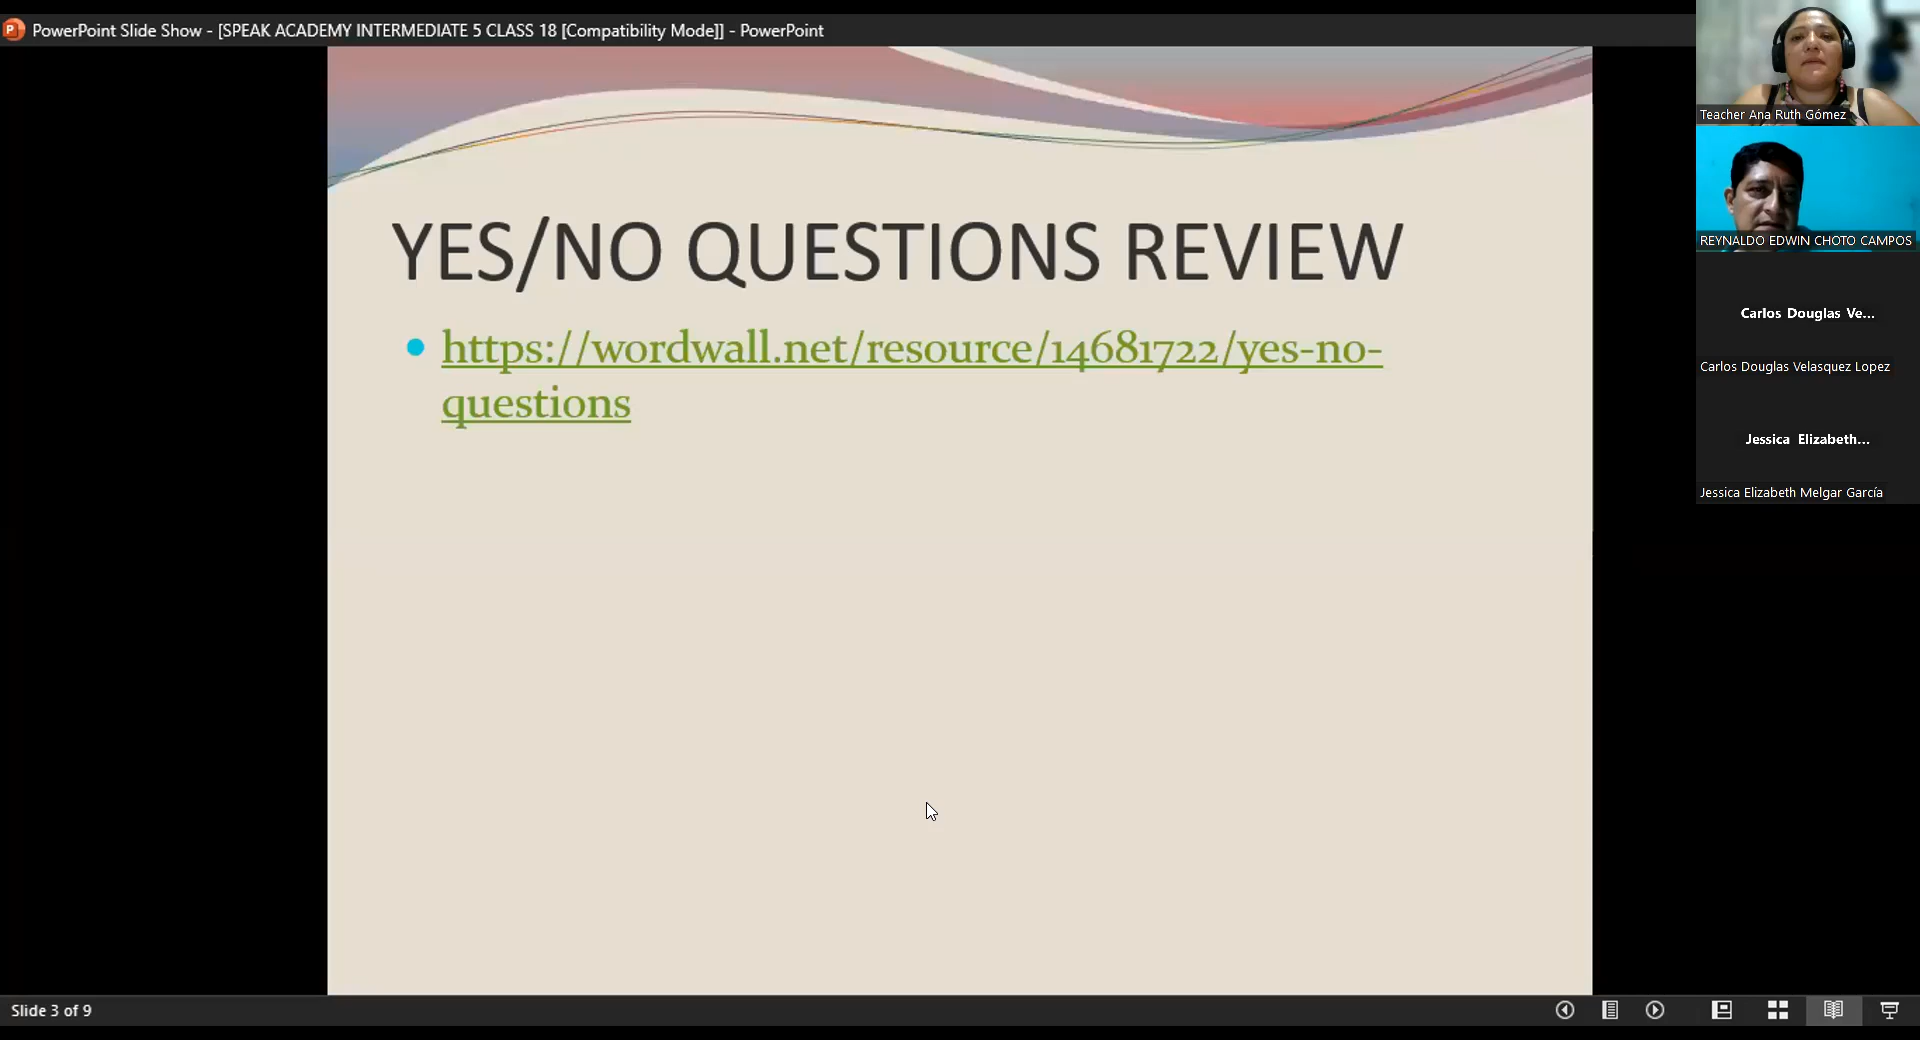 PowerPoint Slide Show - [SPEAK ACADEMY INTERMEDIATE 5 CLASS 18 [Compatibility Mode]] - PowerPoint
YES/NO QUESTIONS REVIEW
https://wordwall.net/resource/14681722/yes-no-
questions
Teacher Ana Ruth Gómez
REYNALDO EDWIN CHOTO CAMPOS
Carlos Douglas Ve...
Carlos Douglas Velasquez Lopez
Jessica Elizabeth...
Jessica Elizabeth Melgar García
Slide 3 of 9